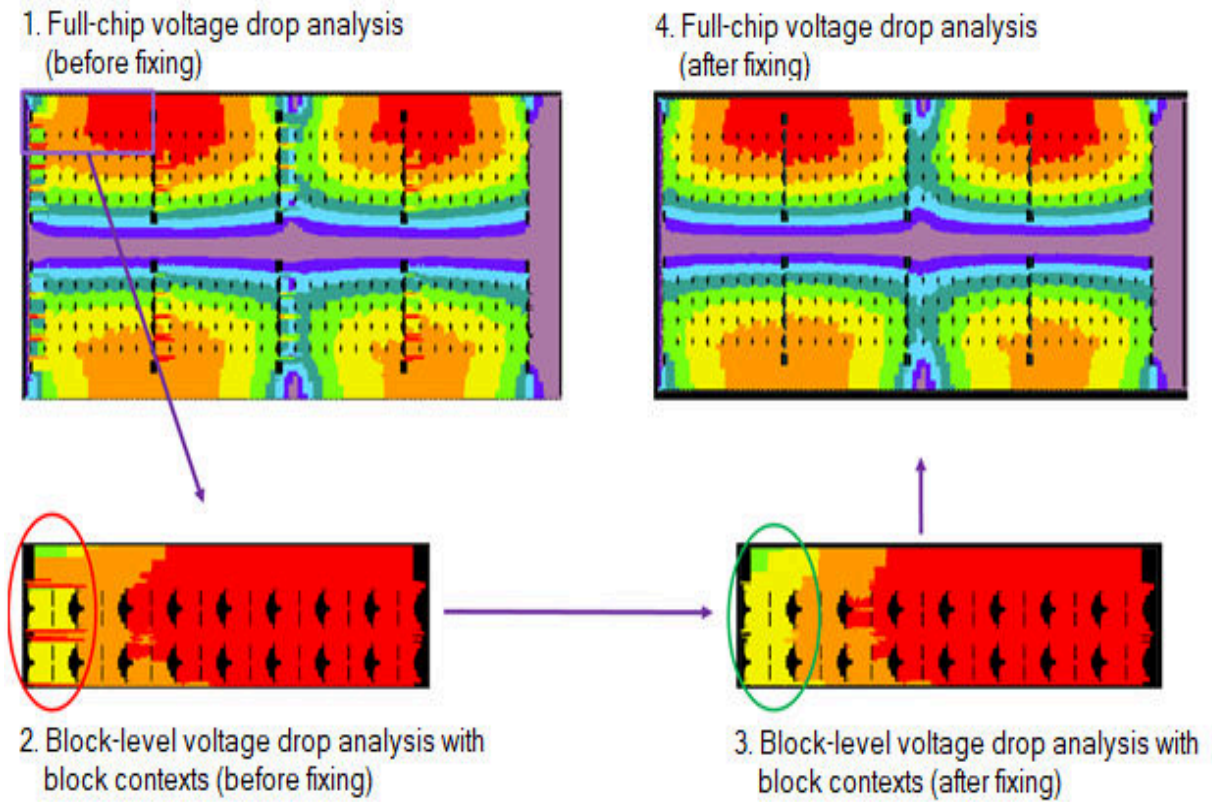 1. Full-chip voltage drop analysis
(before fixing)
4. Full-chip voltage drop analysis
(after fixing)
2. Block-level voltage drop analysis with
block contexts (before fixing)
3. Block-level voltage drop analysis with
block contexts (after fixing)